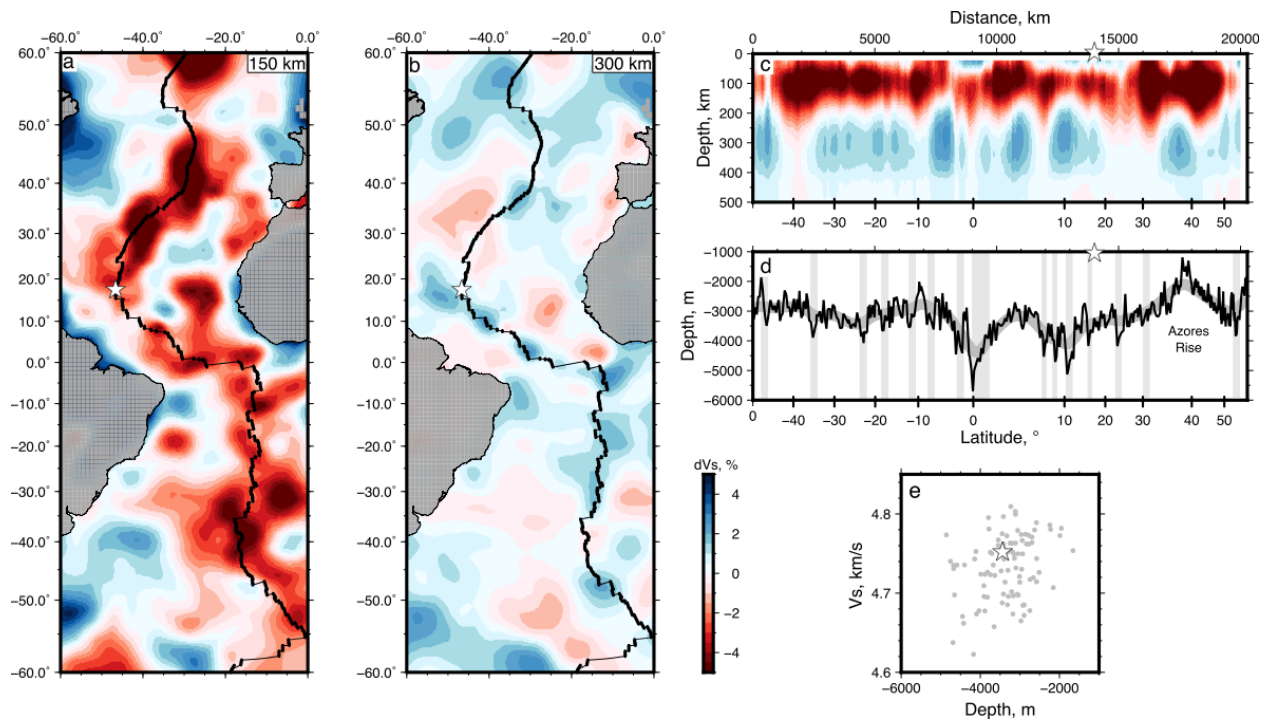 −60.0° −40.0° −20.0° 0.0°
60.0°
50.0°
40.0°
30.0°
20.0°
10.0°
0.0°
−10.0°
−20.0°
−30.0°
−40.0°
−50.0°
−60.0°
a
150 km
−60.0° −40.0° −20.0° 0.0°
60.0°
50.0°
40.0°
30.0°
20.0°
10.0°
0.0°
−10.0°
−20.0°
−30.0°
−40.0°
−50.0°
−60.0°
b
300 km
Distance, km
0 5000 10000 15000 20000
c
Depth, km
0
100
200
300
400
500
−40 −30 −20 −10 0 10 20 30 40 50
d
Depth, m
−1000
−2000
−3000
−4000
−5000
−6000
Azores
Rise
0 −40 −30 −20 −10 0 10 20 30 40 50
Latitude, °
dVs, %
4
2
0
−2
−4
e
Vs, km/s
4.8
4.7
4.6
−6000 −4000 −2000
Depth, m